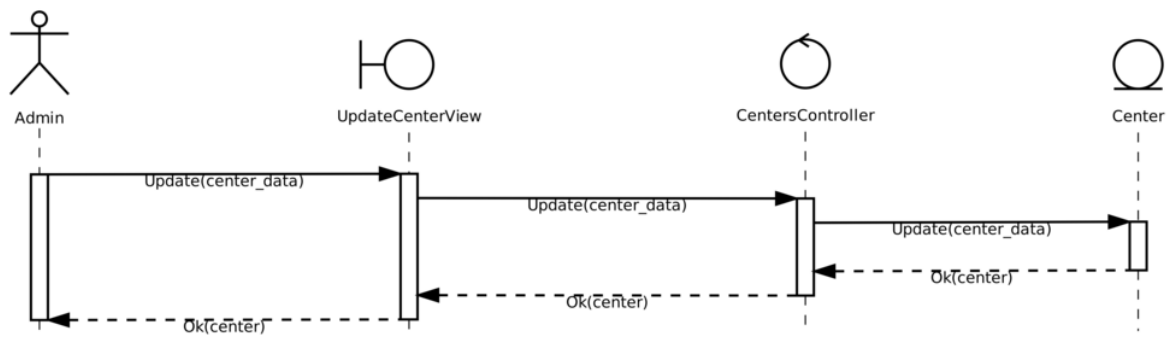 Admin
UpdateCenterView
CentersController
Center
Update(center_data)
Update(center_data)
Update(center_data)
Ok(center)
Ok(center)
Ok(center)